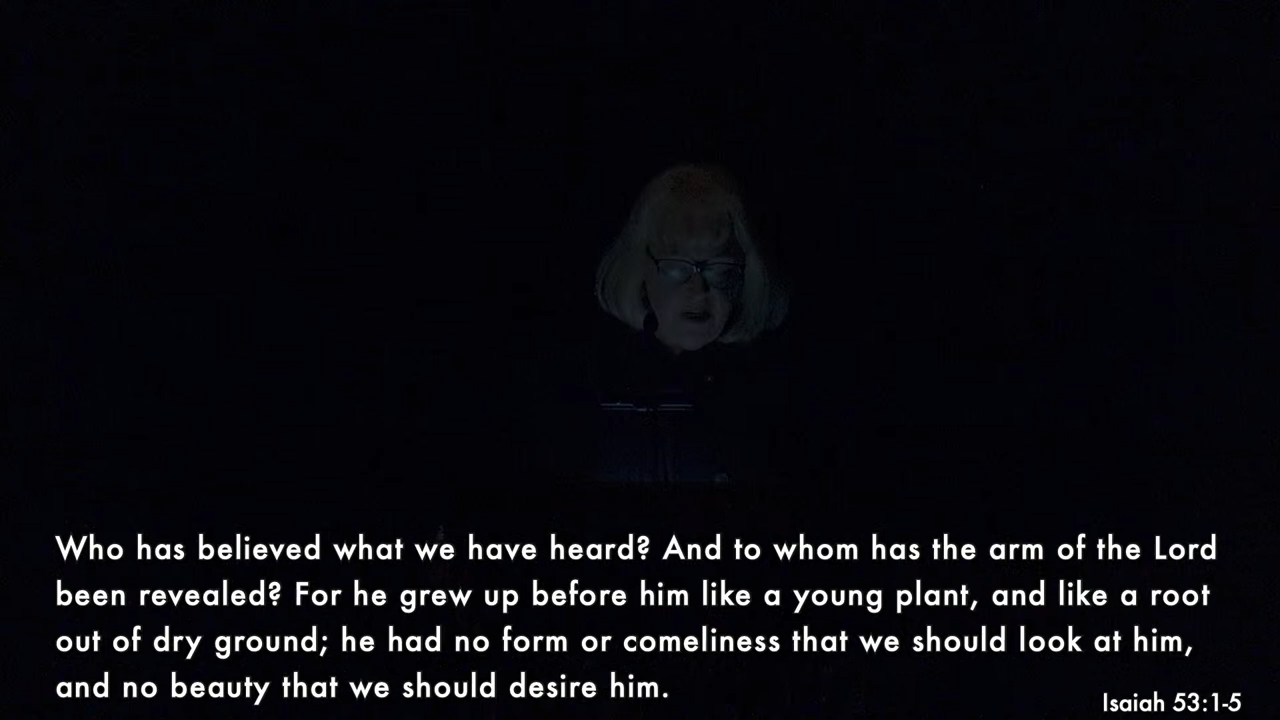 Who has believed what we have heard? And to whom has the arm of the Lord
been revealed? For he grew up before him like a young plant, and like a root
out of dry ground; he had no form or comeliness that we should look at him,
and no beauty that we should desire him.
Isaiah 53:1-5